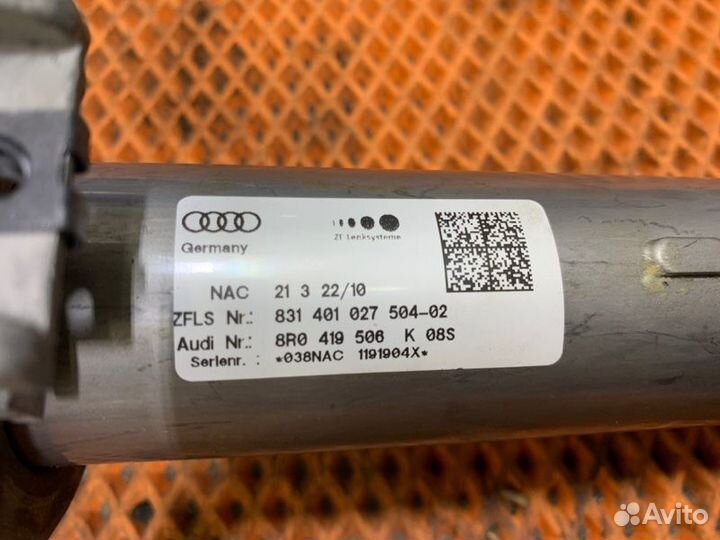 Germany
ZF Lenksysteme
NAC 21 3 22/10
ZFLS Nr.: 831 401 027 504-02
Audi Nr.: 8R0 419 506 K 08S
Serienr. : *038NAC 1191904X*
Avito